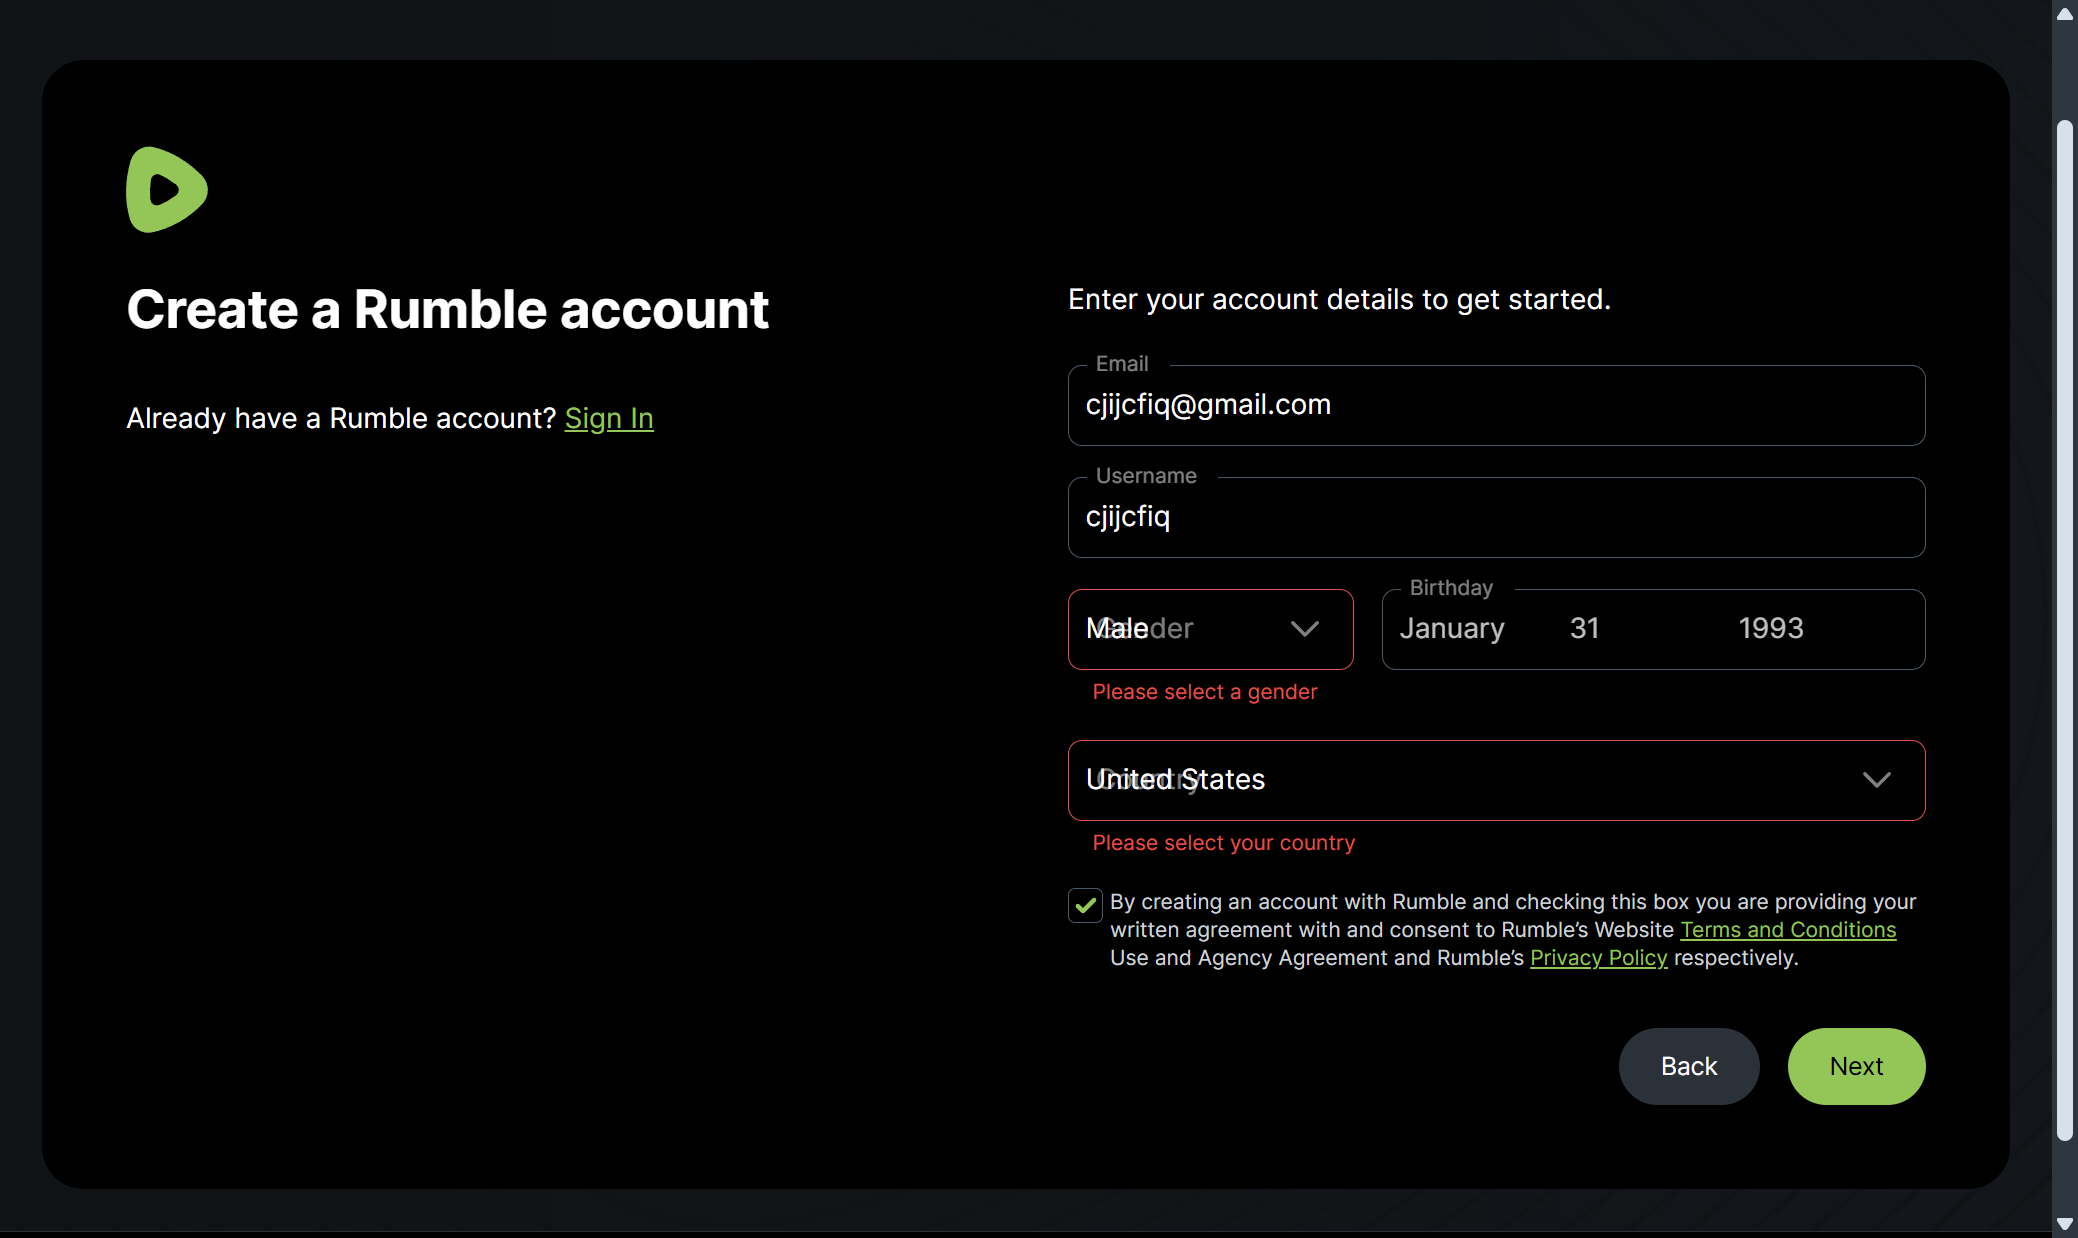 Create a Rumble account
Already have a Rumble account? Sign In
Enter your account details to get started.
Email
cjijcfiq@gmail.com
Username
cjijcfiq
Gender
Male
Please select a gender
Birthday
January 31 1993
Country
United States
Please select your country
By creating an account with Rumble and checking this box you are providing your
written agreement with and consent to Rumble’s Website Terms and Conditions
Use and Agency Agreement and Rumble’s Privacy Policy respectively.
Back
Next